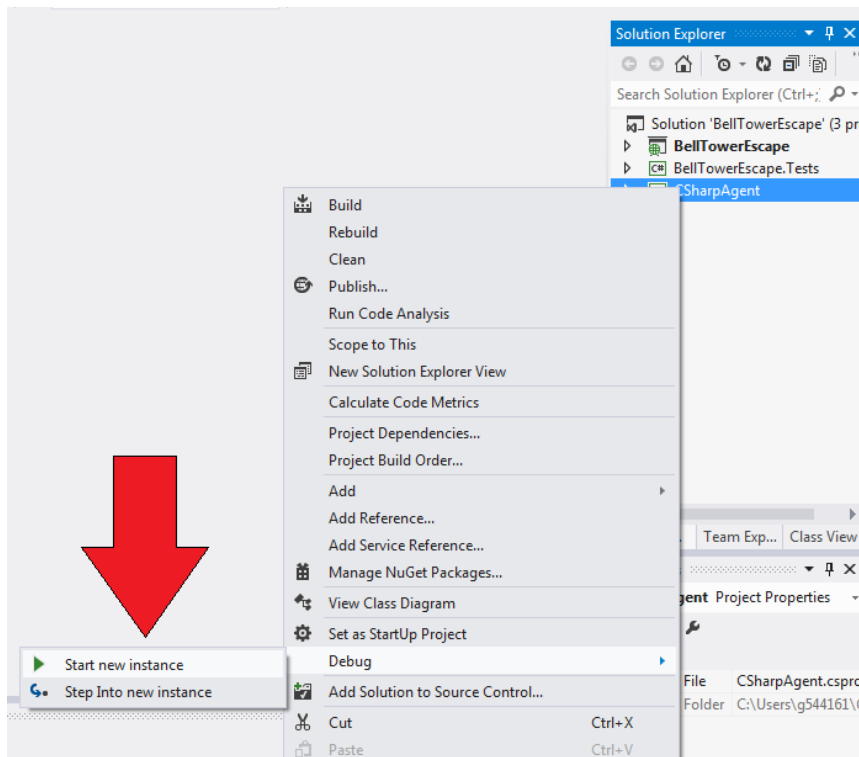 Solution Explorer
Search Solution Explorer (Ctrl+;
Solution 'BellTowerEscape' (3 pr
BellTowerEscape
C# BellTowerEscape.Tests
CSharpAgent
Build
Rebuild
Clean
Publish...
Run Code Analysis
Scope to This
New Solution Explorer View
Calculate Code Metrics
Project Dependencies...
Project Build Order...
Add
Add Reference...
Add Service Reference...
Manage NuGet Packages...
View Class Diagram
Set as StartUp Project
Debug
Add Solution to Source Control...
Cut Ctrl+X
Paste Ctrl+V
Start new instance
Step Into new instance
Team Exp... Class View
gent Project Properties
File CSharpAgent.cspro
Folder C:\Users\g544161\